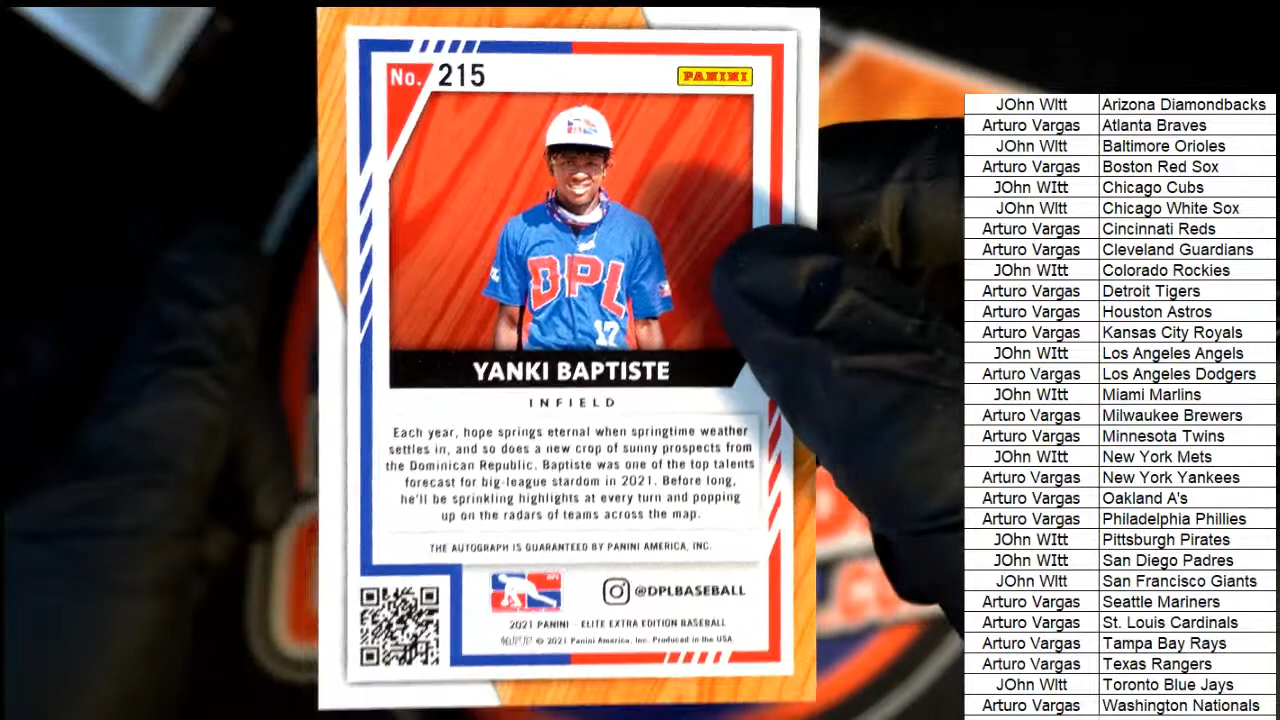 No. 215
PANINI
DPL
17
YANKI BAPTISTE
INFIELD
Each year, hope springs eternal when springtime weather
settles in, and so does a new crop of sunny prospects from
the Dominican Republic. Baptiste was one of the top talents
forecast for big-league stardom in 2021. Before long,
he'll be sprinkling highlights at every turn and popping
up on the radars of teams across the map.
THE AUTOGRAPH IS GUARANTEED BY PANINI AMERICA, INC.
DPL
@DPLBASEBALL
2021 PANINI - ELITE EXTRA EDITION BASEBALL
帕尼尼 © 2021 Panini America, Inc. Produced in the USA.
JOhn WItt Arizona Diamondbacks
Arturo Vargas Atlanta Braves
JOhn WItt Baltimore Orioles
Arturo Vargas Boston Red Sox
JOhn WItt Chicago Cubs
JOhn WItt Chicago White Sox
Arturo Vargas Cincinnati Reds
Arturo Vargas Cleveland Guardians
JOhn WItt Colorado Rockies
Arturo Vargas Detroit Tigers
Arturo Vargas Houston Astros
Arturo Vargas Kansas City Royals
JOhn WItt Los Angeles Angels
Arturo Vargas Los Angeles Dodgers
JOhn WItt Miami Marlins
Arturo Vargas Milwaukee Brewers
Arturo Vargas Minnesota Twins
JOhn WItt New York Mets
Arturo Vargas New York Yankees
Arturo Vargas Oakland A's
Arturo Vargas Philadelphia Phillies
JOhn WItt Pittsburgh Pirates
JOhn WItt San Diego Padres
JOhn WItt San Francisco Giants
Arturo Vargas Seattle Mariners
Arturo Vargas St. Louis Cardinals
Arturo Vargas Tampa Bay Rays
Arturo Vargas Texas Rangers
JOhn WItt Toronto Blue Jays
Arturo Vargas Washington Nationals